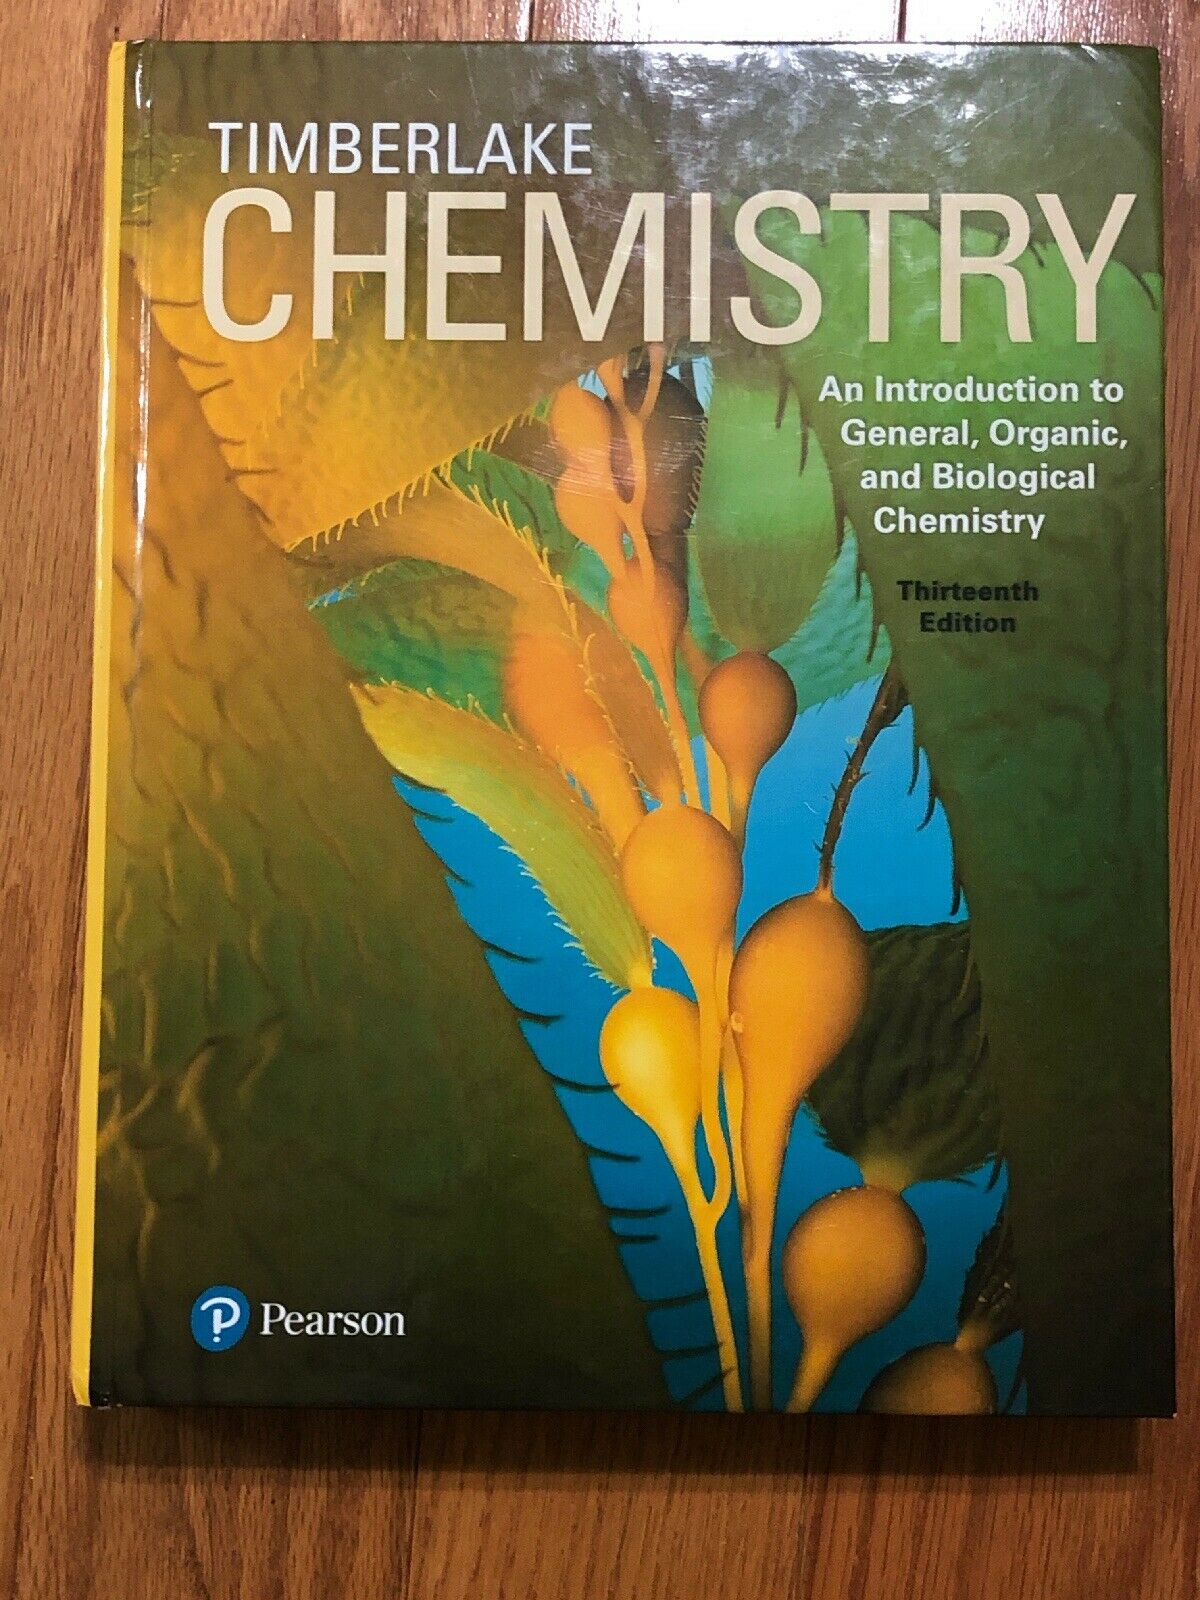 TIMBERLAKE
CHEMISTRY
An Introduction to
General, Organic,
and Biological
Chemistry
Thirteenth
Edition
P Pearson